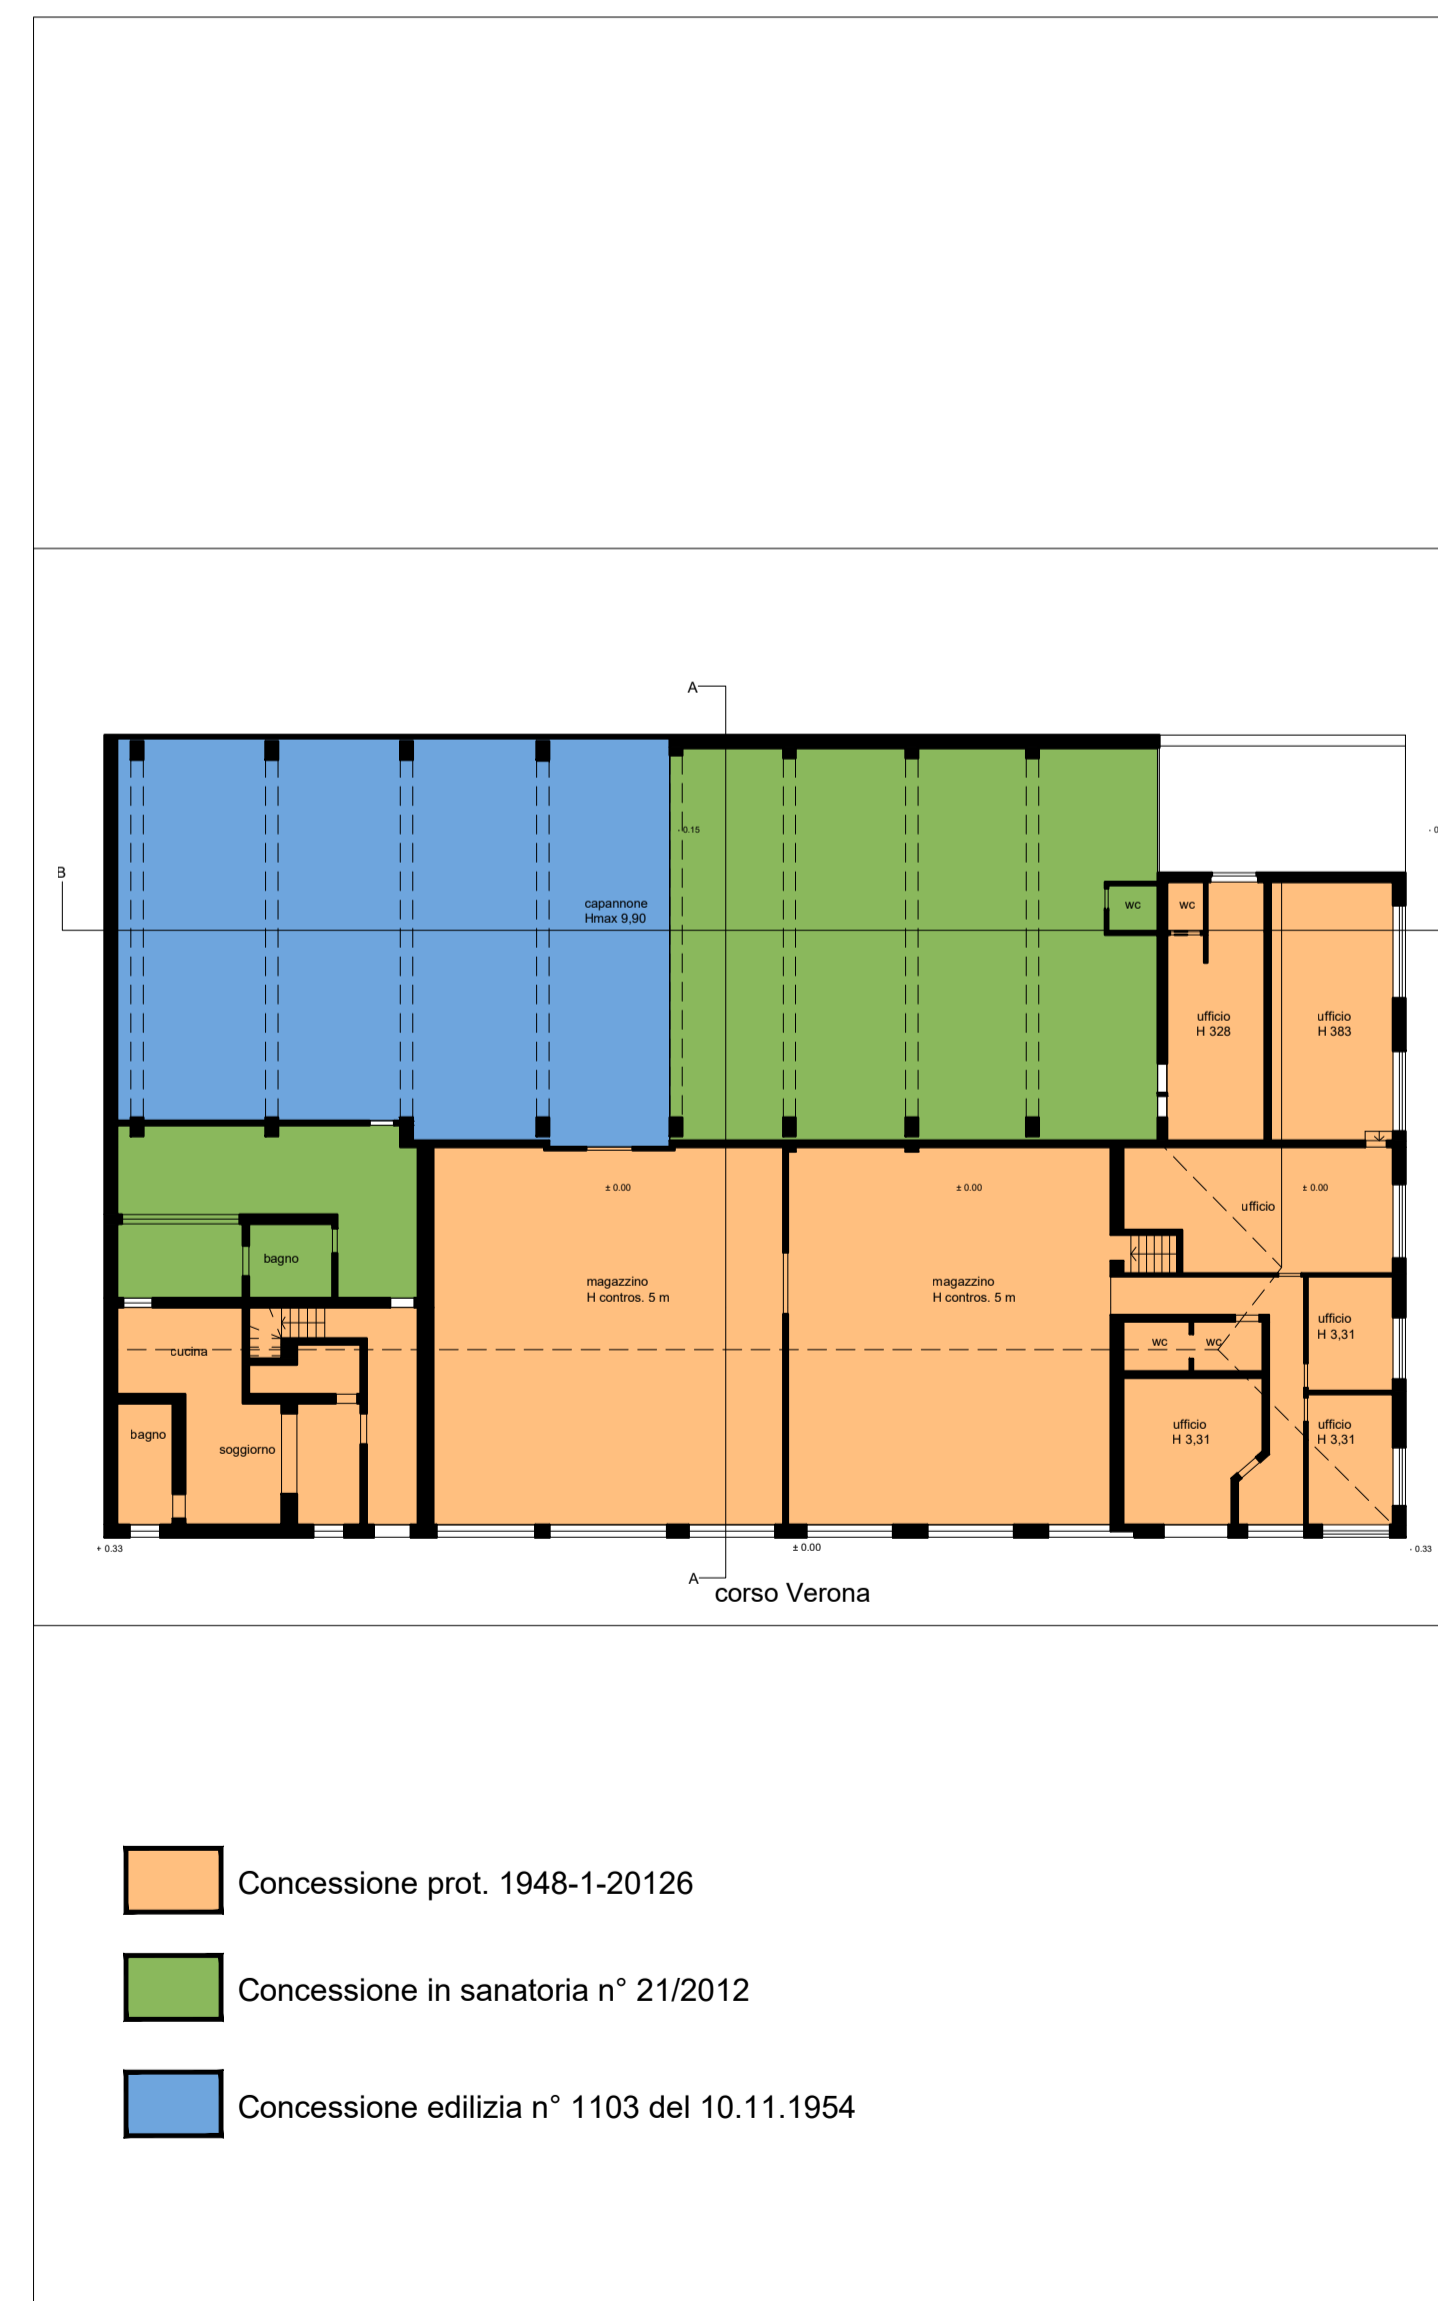 A
- 0.15
- 0
B
capannone
Hmax 9,90
wc
wc
ufficio
H 328
ufficio
H 383
± 0.00
± 0.00
± 0.00
ufficio
bagno
magazzino
H contros. 5 m
magazzino
H contros. 5 m
ufficio
H 3,31
wc
wc
cucina
bagno
soggiorno
ufficio
H 3,31
ufficio
H 3,31
+ 0.33
± 0.00
- 0.33
A
corso Verona
Concessione prot. 1948-1-20126
Concessione in sanatoria n° 21/2012
Concessione edilizia n° 1103 del 10.11.1954